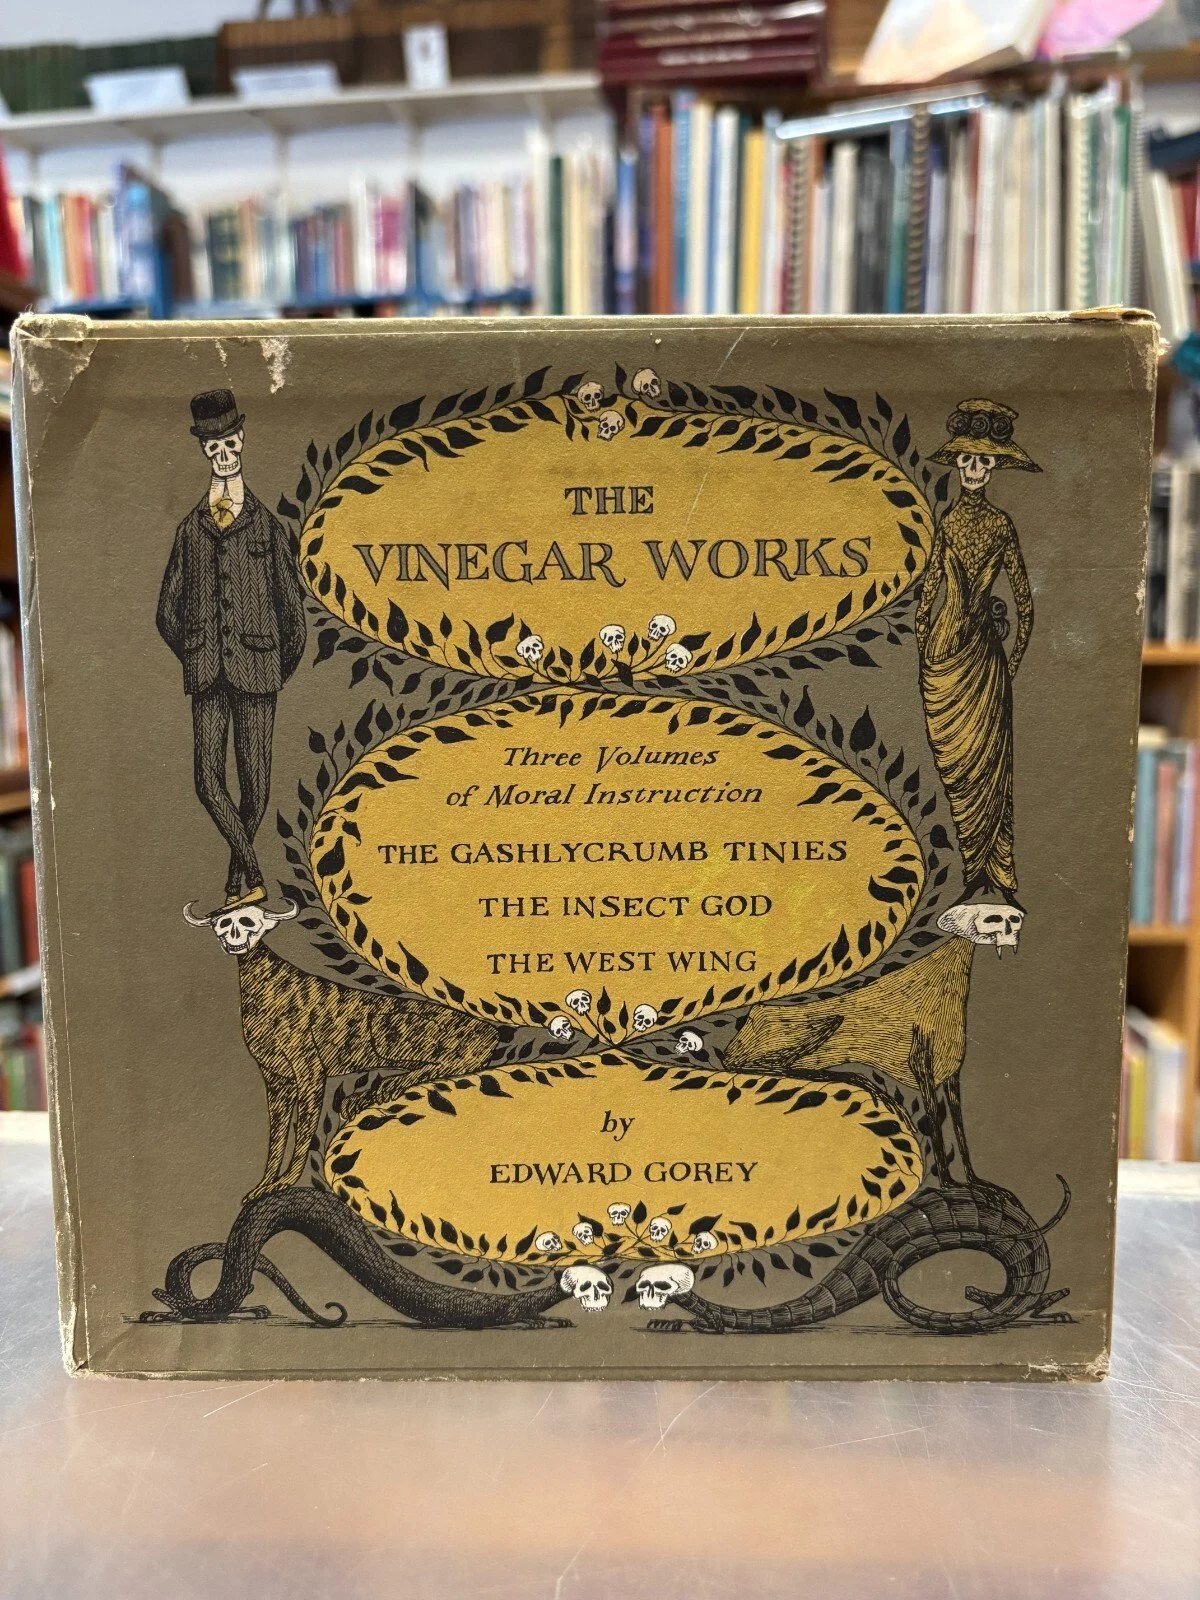 THE
VINEGAR WORKS
Three Volumes
of Moral Instruction
THE GASHLYCRUMB TINIES
THE INSECT GOD
THE WEST WING
by
EDWARD GOREY